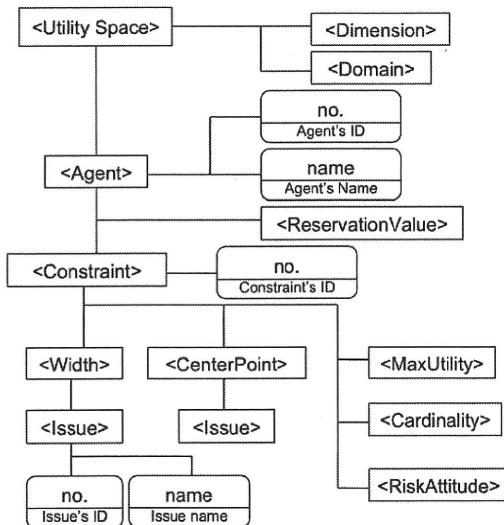 <Utility Space>
<Dimension>
<Domain>
no.
Agent's ID
<Agent>
name
Agent's Name
<ReservationValue>
<Constraint>
no.
Constraint's ID
<Width>
<CenterPoint>
<MaxUtility>
<Issue>
<Issue>
<Cardinality>
no.
Issue's ID
name
Issue name
<RiskAttitude>